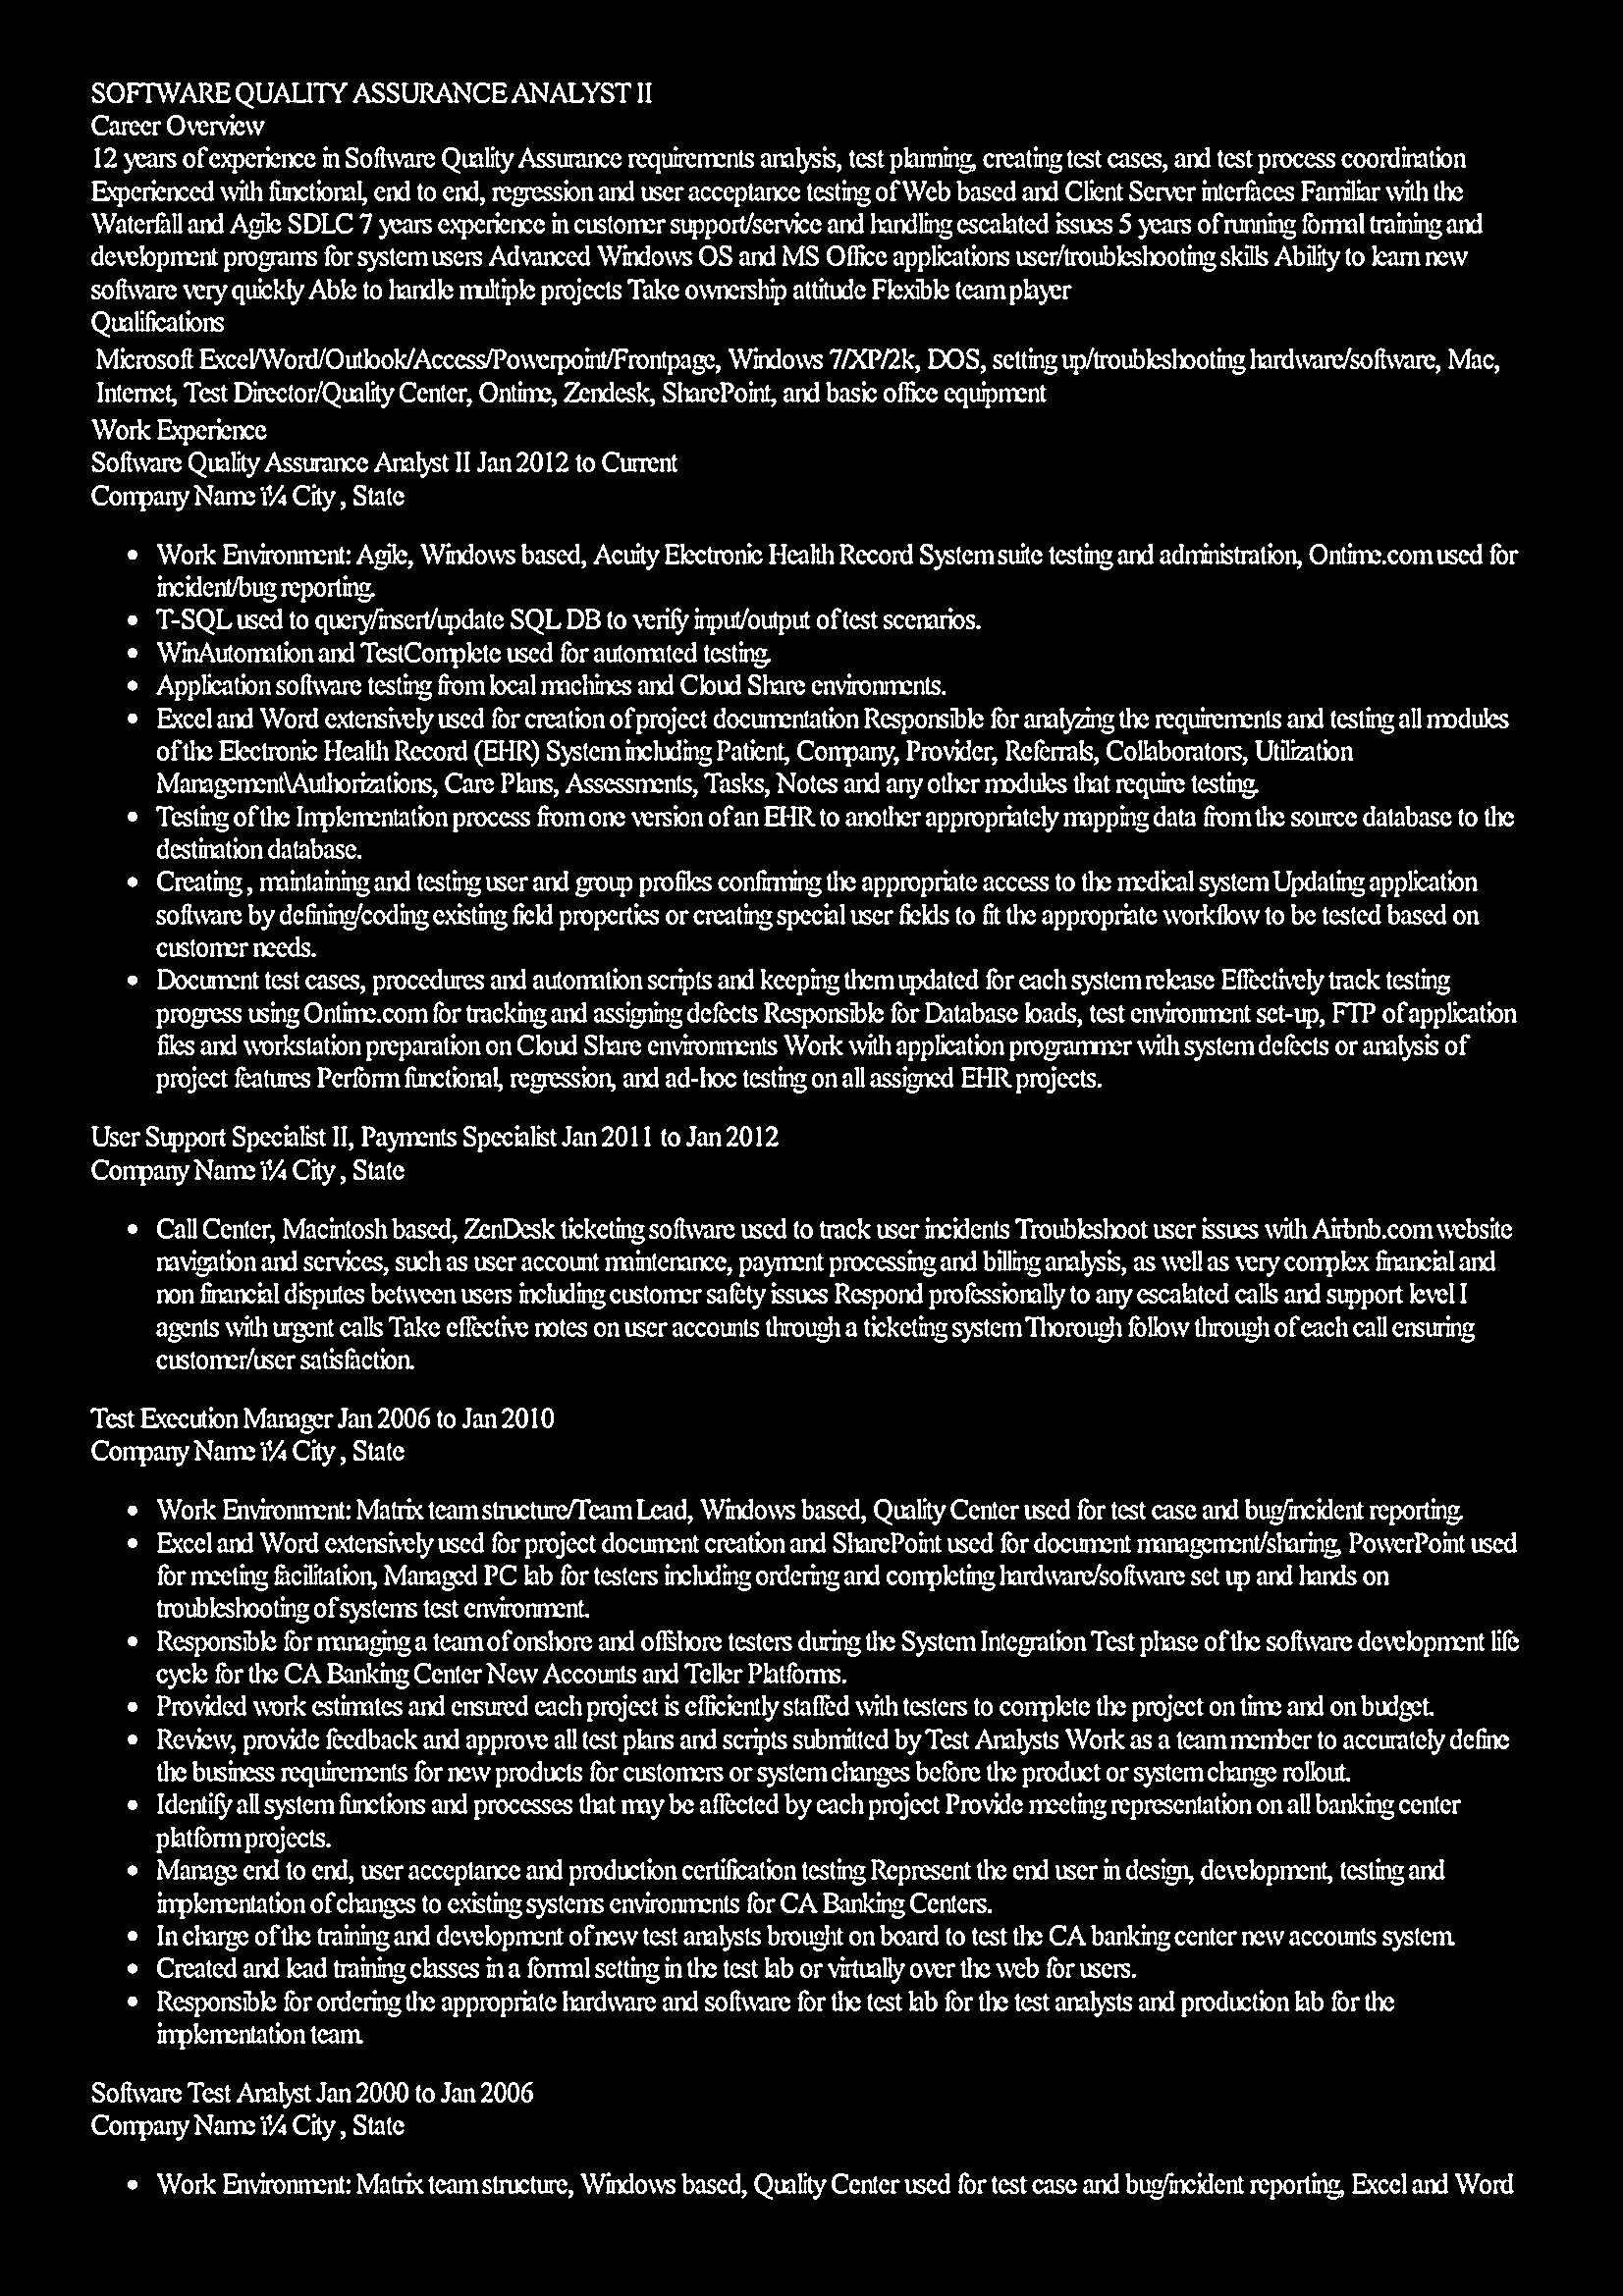 SOFTWARE QUALITY ASSURANCE ANALYST II
Career Overview
12 years of experience in Software Quality Assurance requirements analysis, test planning, creating test cases, and test process coordination
Experienced with functional, end to end, regression and user acceptance testing of Web based and Client Server interfaces Familiar with the
Waterfall and Agile SDLC 7 years experience in customer support/service and handling escalated issues 5 years of running formal training and
development programs for system users Advanced Windows OS and MS Office applications user/troubleshooting skills Ability to learn new
software very quickly Able to handle multiple projects Take ownership attitude Flexible team player
Qualifications
Microsoft Excel/Word/Outlook/Access/Powerpoint/Frontpage, Windows 7/XP/2k, DOS, setting up/troubleshooting hardware/software, Mac,
Internet, Test Director/Quality Center, Ontime, Zendesk, SharePoint, and basic office equipment
Work Experience
Software Quality Assurance Analyst II Jan 2012 to Current
Company Name ï¼ City , State
• Work Environment: Agile, Windows based, Acuity Electronic Health Record System suite testing and administration, Ontime.com used for
incident/bug reporting.
• T-SQL used to query/insert/update SQL DB to verify input/output of test scenarios.
• WinAutomation and TestComplete used for automated testing.
• Application software testing from local machines and Cloud Share environments.
• Excel and Word extensively used for creation of project documentation Responsible for analyzing the requirements and testing all modules
of the Electronic Health Record (EHR) System including Patient, Company, Provider, Referrals, Collaborators, Utilization
Management\Authorizations, Care Plans, Assessments, Tasks, Notes and any other modules that require testing.
• Testing of the Implementation process from one version of an EHR to another appropriately mapping data from the source database to the
destination database.
• Creating , maintaining and testing user and group profiles confirming the appropriate access to the medical system Updating application
software by defining/coding existing field properties or creating special user fields to fit the appropriate workflow to be tested based on
customer needs.
• Document test cases, procedures and automation scripts and keeping them updated for each system release Effectively track testing
progress using Ontime.com for tracking and assigning defects Responsible for Database loads, test environment set-up, FTP of application
files and workstation preparation on Cloud Share environments Work with application programmer with system defects or analysis of
project features Perform functional, regression, and ad-hoc testing on all assigned EHR projects.
User Support Specialist II, Payments Specialist Jan 2011 to Jan 2012
Company Name ï¼ City , State
• Call Center, Macintosh based, ZenDesk ticketing software used to track user incidents Troubleshoot user issues with Airbnb.com website
navigation and services, such as user account maintenance, payment processing and billing analysis, as well as very complex financial and
non financial disputes between users including customer safety issues Respond professionally to any escalated calls and support level I
agents with urgent calls Take effective notes on user accounts through a ticketing system Thorough follow through of each call ensuring
customer/user satisfaction.
Test Execution Manager Jan 2006 to Jan 2010
Company Name ï¼ City , State
• Work Environment: Matrix team structure/Team Lead, Windows based, Quality Center used for test case and bug/incident reporting.
• Excel and Word extensively used for project document creation and SharePoint used for document management/sharing, PowerPoint used
for meeting facilitation, Managed PC lab for testers including ordering and completing hardware/software set up and hands on
troubleshooting of systems test environment.
• Responsible for managing a team of onshore and offshore testers during the System Integration Test phase of the software development life
cycle for the CA Banking Center New Accounts and Teller Platforms.
• Provided work estimates and ensured each project is efficiently staffed with testers to complete the project on time and on budget.
• Review, provide feedback and approve all test plans and scripts submitted by Test Analysts Work as a team member to accurately define
the business requirements for new products for customers or system changes before the product or system change rollout.
• Identify all system functions and processes that may be affected by each project Provide meeting representation on all banking center
platform projects.
• Manage end to end, user acceptance and production certification testing Represent the end user in design, development, testing and
implementation of changes to existing systems environments for CA Banking Centers.
• In charge of the training and development of new test analysts brought on board to test the CA banking center new accounts system.
• Created and lead training classes in a formal setting in the test lab or virtually over the web for users.
• Responsible for ordering the appropriate hardware and software for the test lab for the test analysts and production lab for the
implementation team.
Software Test Analyst Jan 2000 to Jan 2006
Company Name ï¼ City , State
• Work Environment: Matrix team structure, Windows based, Quality Center used for test case and bug/incident reporting, Excel and Word